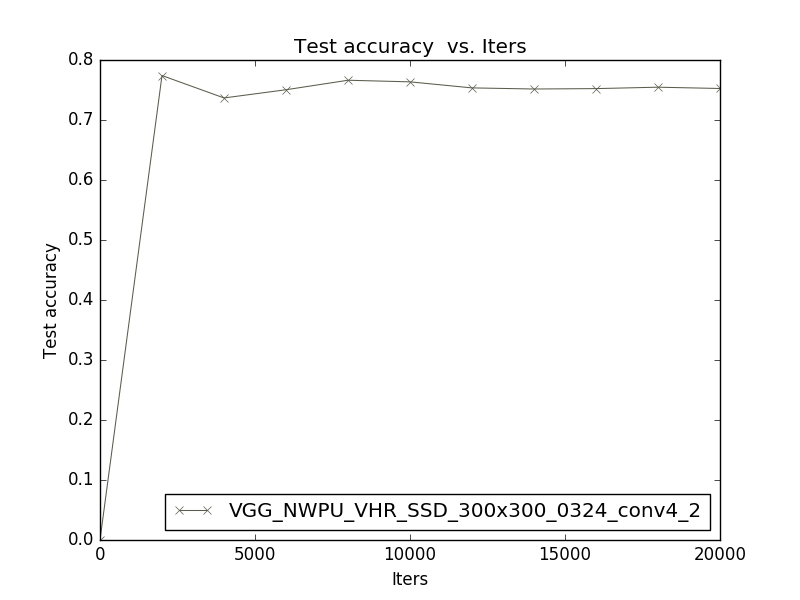 Test accuracy  vs. Iters
0.8
0.7
0.6
0.5
0.4
0.3
0.2
0.1
0.0
Test accuracy
VGG_NWPU_VHR_SSD_300x300_0324_conv4_2
0 5000 10000 15000 20000
Iters